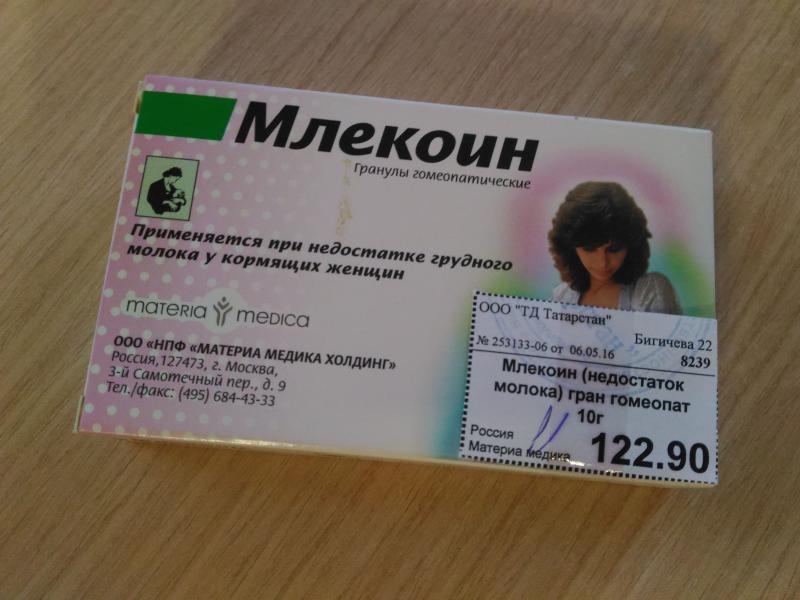 Млекоин
Гранулы гомеопатические
Применяется при недостатке грудного
молока у кормящих женщин
materia medica
ООО «НПФ «МАТЕРИА МЕДИКА ХОЛДИНГ»
Россия,127473, г. Москва,
3-й Самотечный пер., д. 9
Тел./факс: (495) 684-43-33
ООО "ТД Татарстан"
Бигичева 22
№ 253133-06 от 06.05.16
8239
Млекоин (недостаток
молока) гран гомеопат
10г
Россия
Материа медика
122.90